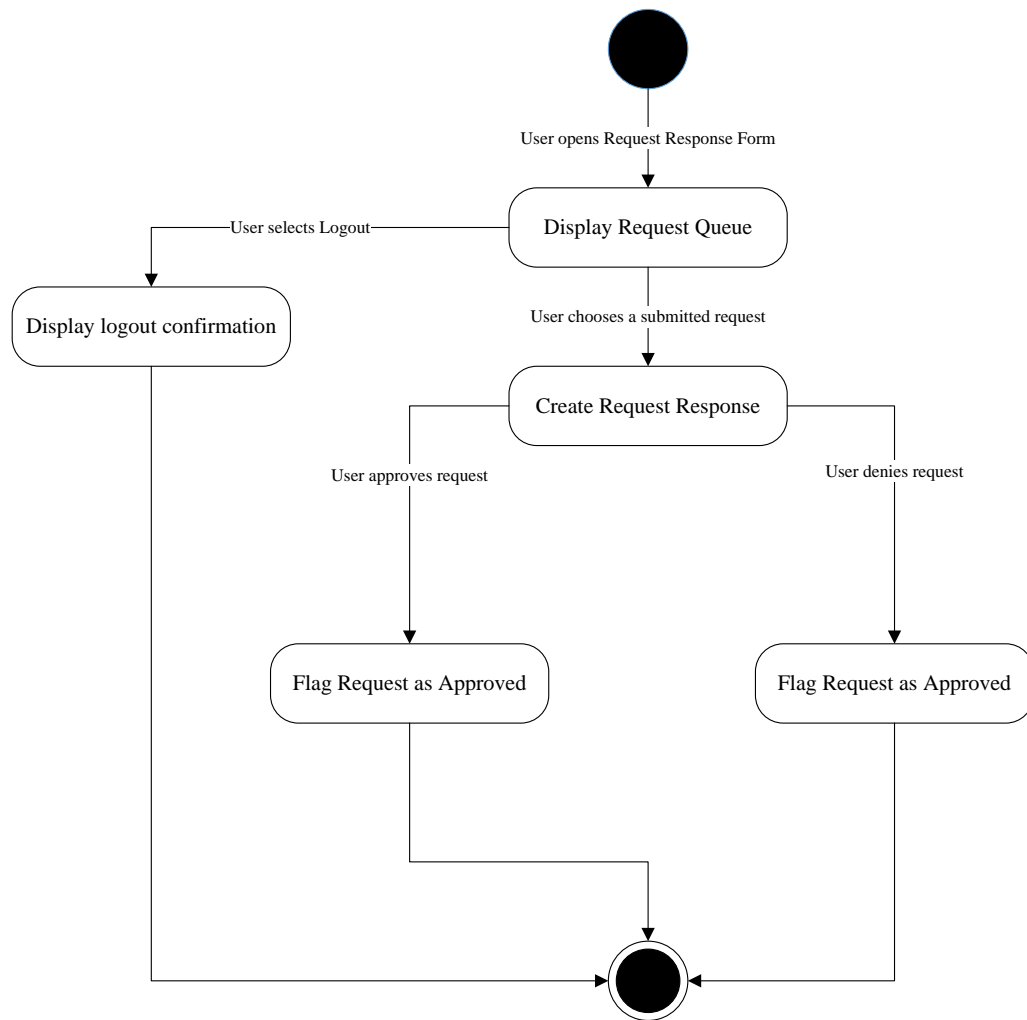 User opens Request Response Form
Display Request Queue
User selects Logout
Display logout confirmation
User chooses a submitted request
Create Request Response
User approves request
User denies request
Flag Request as Approved
Flag Request as Approved